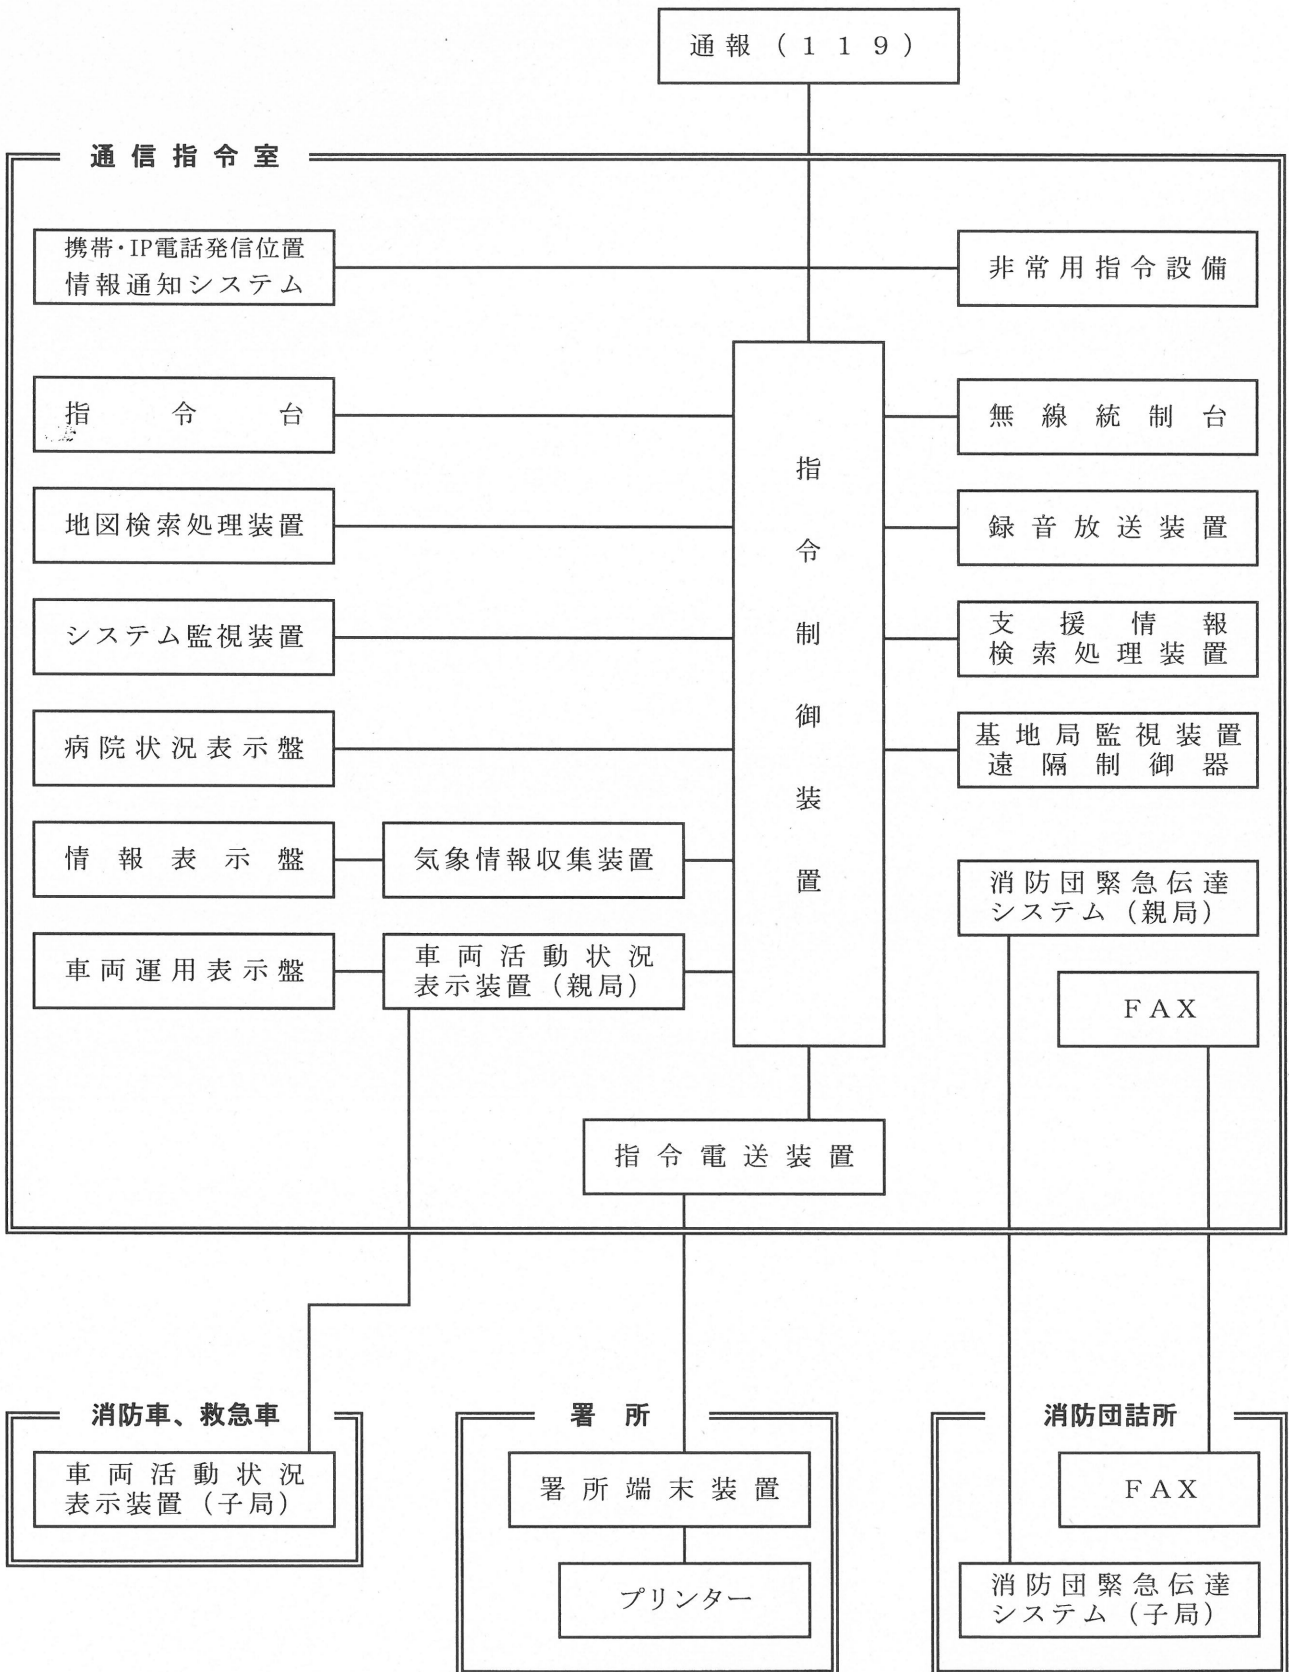 通報（119）
通信指令室
携帯・IP電話発信位置
情報通知システム
非常用指令設備
指令台
無線統制台
地図検索処理装置
録音放送装置
システム監視装置
支援情報
検索処理装置
病院状況表示盤
基地局監視装置
遠隔制御器
指令制御装置
情報表示盤
気象情報収集装置
消防団緊急伝達
システム（親局）
車両運用表示盤
車両活動状況
表示装置（親局）
FAX
指令電送装置
消防車、救急車
車両活動状況
表示装置（子局）
署所
署所端末装置
プリンター
消防団詰所
FAX
消防団緊急伝達
システム（子局）